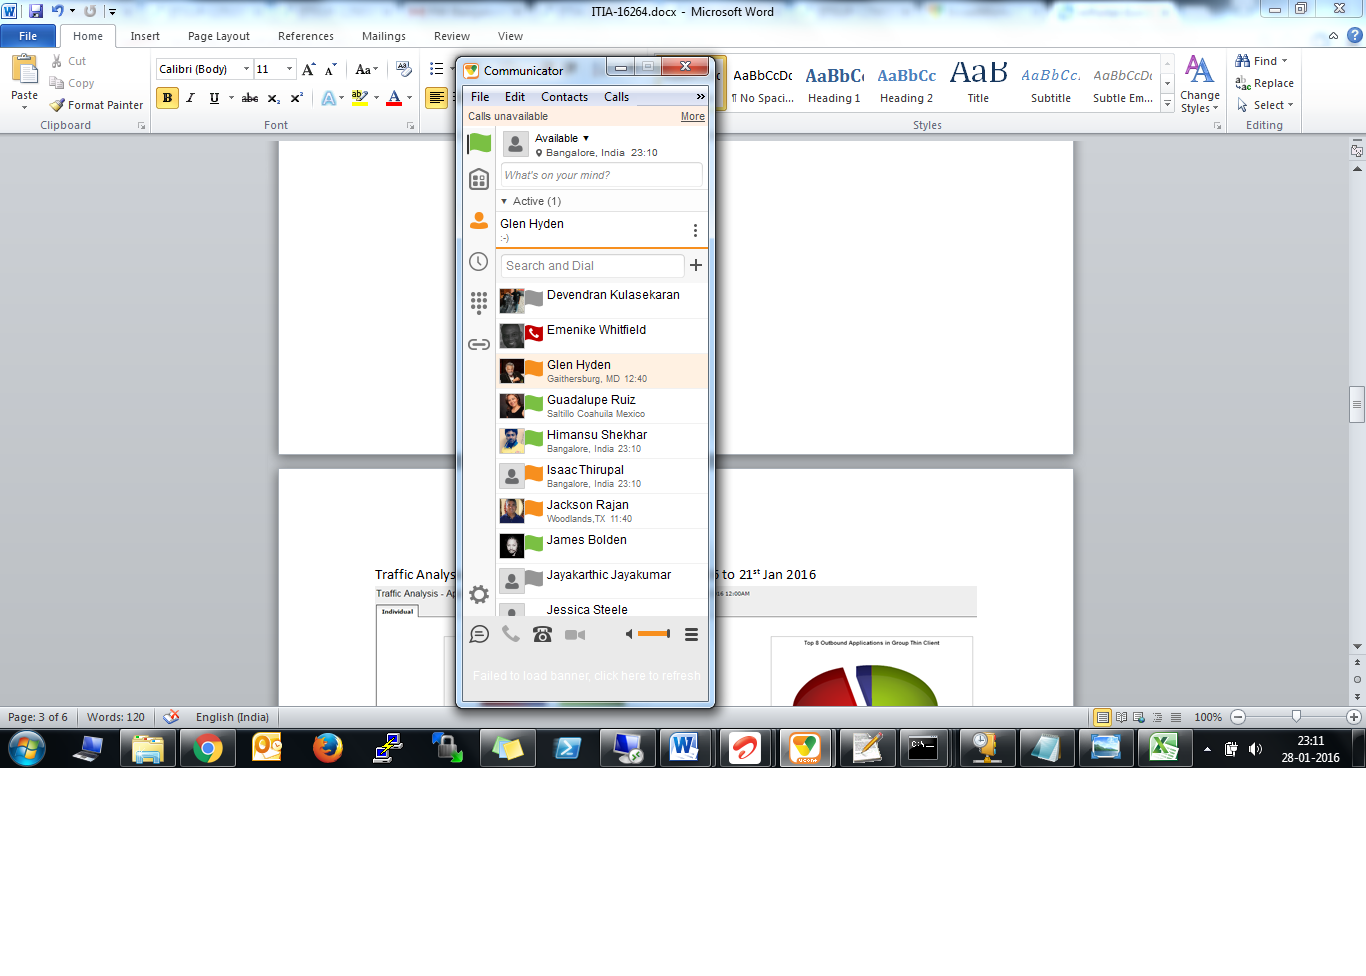 ITIA-16264.docx - Microsoft Word
File Home Insert Page Layout References Mailings Review View
Paste
Cut
Copy
Format Painter
Clipboard
Calibri (Body) 11
Font
AaBbCcDc
¶ No Spaci...
AaBbC
Heading 1
AaBbCc
Heading 2
AaB
Title
AaBbCc.
Subtitle
AaBbCcDc
Subtle Em...
Change
Styles
Styles
Find
Replace
Select
Editing
Communicator
File Edit Contacts Calls »
Calls unavailable More
Available
Bangalore, India 23:10
What's on your mind?
Active (1)
Glen Hyden
:-)
Search and Dial
Devendran Kulasekaran
Emenike Whitfield
Glen Hyden
Gaithersburg, MD 12:40
Guadalupe Ruiz
Saltillo Coahuila Mexico
Himansu Shekhar
Bangalore, India 23:10
Isaac Thirupal
Bangalore, India 23:10
Jackson Rajan
Woodlands,TX 11:40
James Bolden
Jayakarthic Jayakumar
Jessica Steele
Failed to load banner, click here to refresh
Traffic Analys 6 to 21st Jan 2016
Traffic Analysis - Ap 16 12:00AM
Individual
Top 8 Outbound Applications in Group Thin Client
Page: 3 of 6 Words: 120 English (India) 100%
23:11
28-01-2016